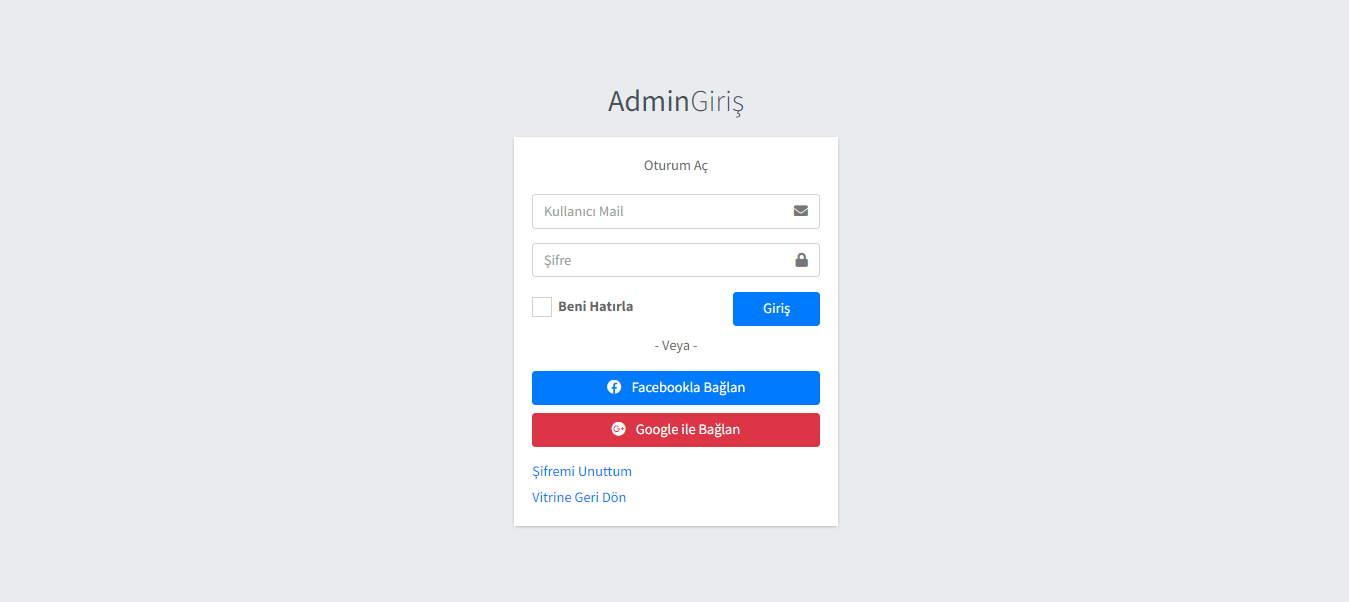 AdminGiriş
Oturum Aç
Kullanıcı Mail
Şifre
Beni Hatırla
Giriş
- Veya -
Facebookla Bağlan
Google ile Bağlan
Şifremi Unuttum
Vitrine Geri Dön